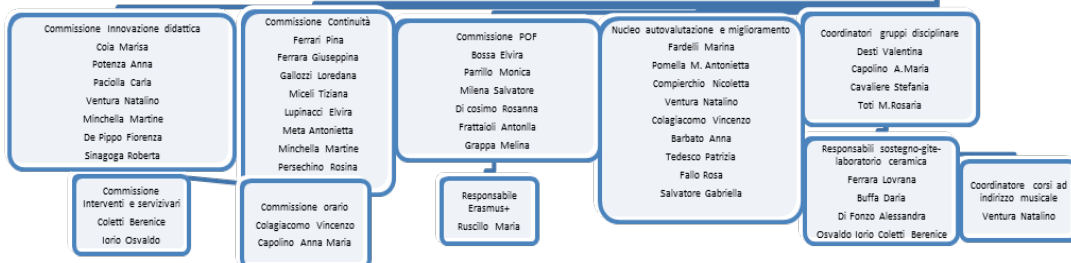 Commissione Innovazione didattica
Coia Marisa
Potenza Anna
Paciolla Carla
Ventura Natalino
Minchella Martine
De Pippo Fiorenza
Sinagoga Roberta
Commissione Continuità
Ferrari Pina
Ferrara Giuseppina
Gallozzi Loredana
Miceli Tiziana
Lupinacci Elvira
Meta Antonietta
Minchella Martine
Persechino Rosina
Commissione POF
Bossa Elvira
Parrillo Monica
Milena Salvatore
Di cosimo Rosanna
Frattaioli Antonlla
Grappa Melina
Nucleo autovalutazione e miglioramento
Fardelli Marina
Pomella M. Antonietta
Compierchio Nicoletta
Ventura Natalino
Colagiacomo Vincenzo
Barbato Anna
Tedesco Patrizia
Fallo Rosa
Salvatore Gabriella
Coordinatori gruppi disciplinare
Desti Valentina
Capolino A.Maria
Cavaliere Stefania
Toti M.Rosaria
Commissione
Interventi e servizivari
Coletti Berenice
Iorio Osvaldo
Commissione orario
Colagiacomo Vincenzo
Capolino Anna Maria
Responsabile
Erasmus+
Ruscillo Maria
Responsabili sostegno-gite-
laboratorio ceramica
Ferrara Lovrana
Buffa Daria
Di Fonzo Alessandra
Osvaldo Iorio Coletti Berenice
Coordinatore corsi ad
indirizzo musicale
Ventura Natalino